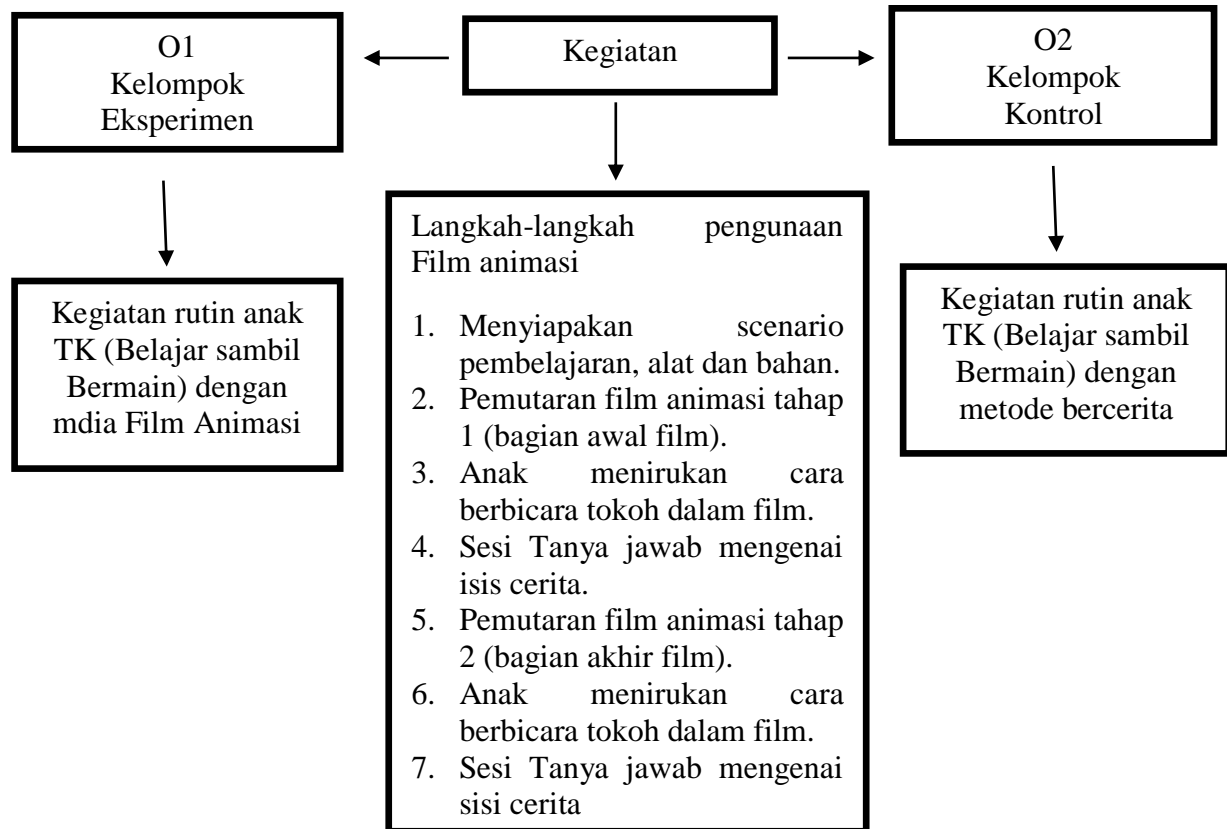 O1
Kelompok
Eksperimen
Kegiatan
O2
Kelompok
Kontrol
Kegiatan rutin anak
TK (Belajar sambil
Bermain) dengan
mdia Film Animasi
Langkah-langkah pengunaan
Film animasi
1. Menyiapakan scenario
pembelajaran, alat dan bahan.
2. Pemutaran film animasi tahap
1 (bagian awal film).
3. Anak menirukan cara
berbicara tokoh dalam film.
4. Sesi Tanya jawab mengenai
isis cerita.
5. Pemutaran film animasi tahap
2 (bagian akhir film).
6. Anak menirukan cara
berbicara tokoh dalam film.
7. Sesi Tanya jawab mengenai
sisi cerita
Kegiatan rutin anak
TK (Belajar sambil
Bermain) dengan
metode bercerita